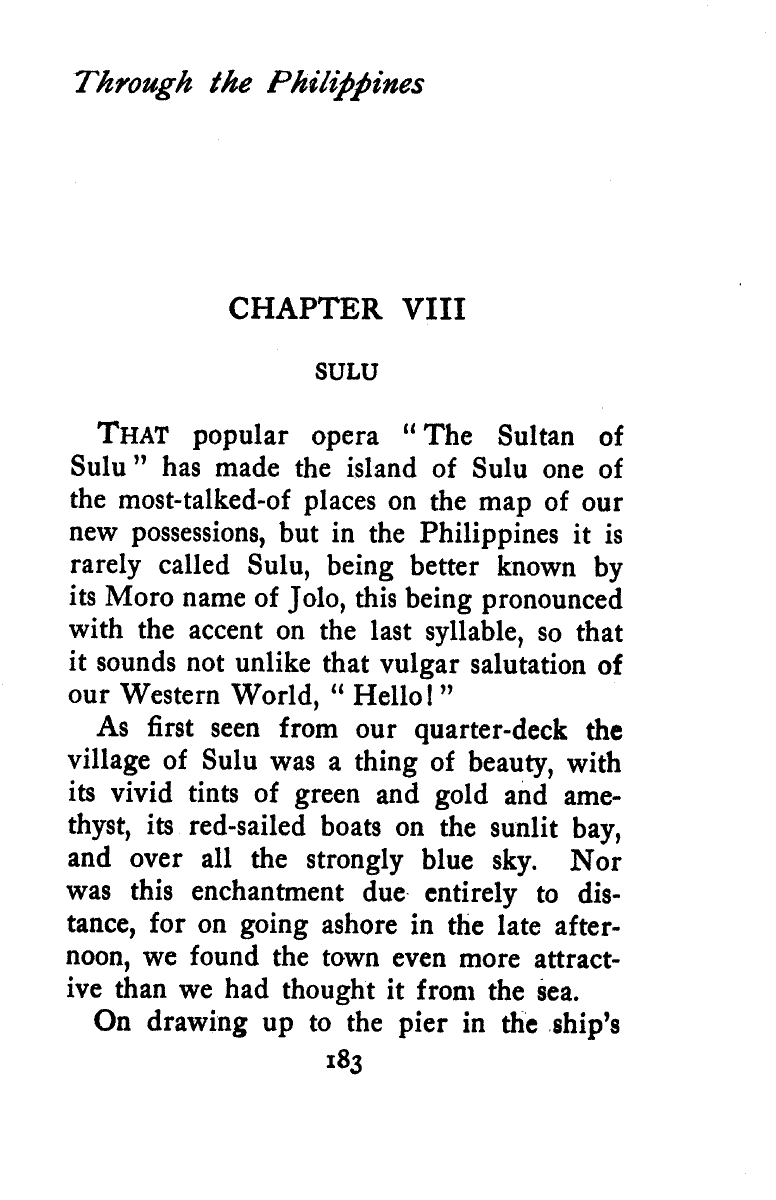 Through the Philippines
CHAPTER VIII
SULU
THAT popular opera “ The Sultan of
Sulu ” has made the island of Sulu one of
the most-talked-of places on the map of our
new possessions, but in the Philippines it is
rarely called Sulu, being better known by
its Moro name of Jolo, this being pronounced
with the accent on the last syllable, so that
it sounds not unlike that vulgar salutation of
our Western World, “ Hello! ”
As first seen from our quarter-deck the
village of Sulu was a thing of beauty, with
its vivid tints of green and gold and ame-
thyst, its red-sailed boats on the sunlit bay,
and over all the strongly blue sky. Nor
was this enchantment due entirely to dis-
tance, for on going ashore in the late after-
noon, we found the town even more attract-
ive than we had thought it from the sea.
On drawing up to the pier in the ship’s
183